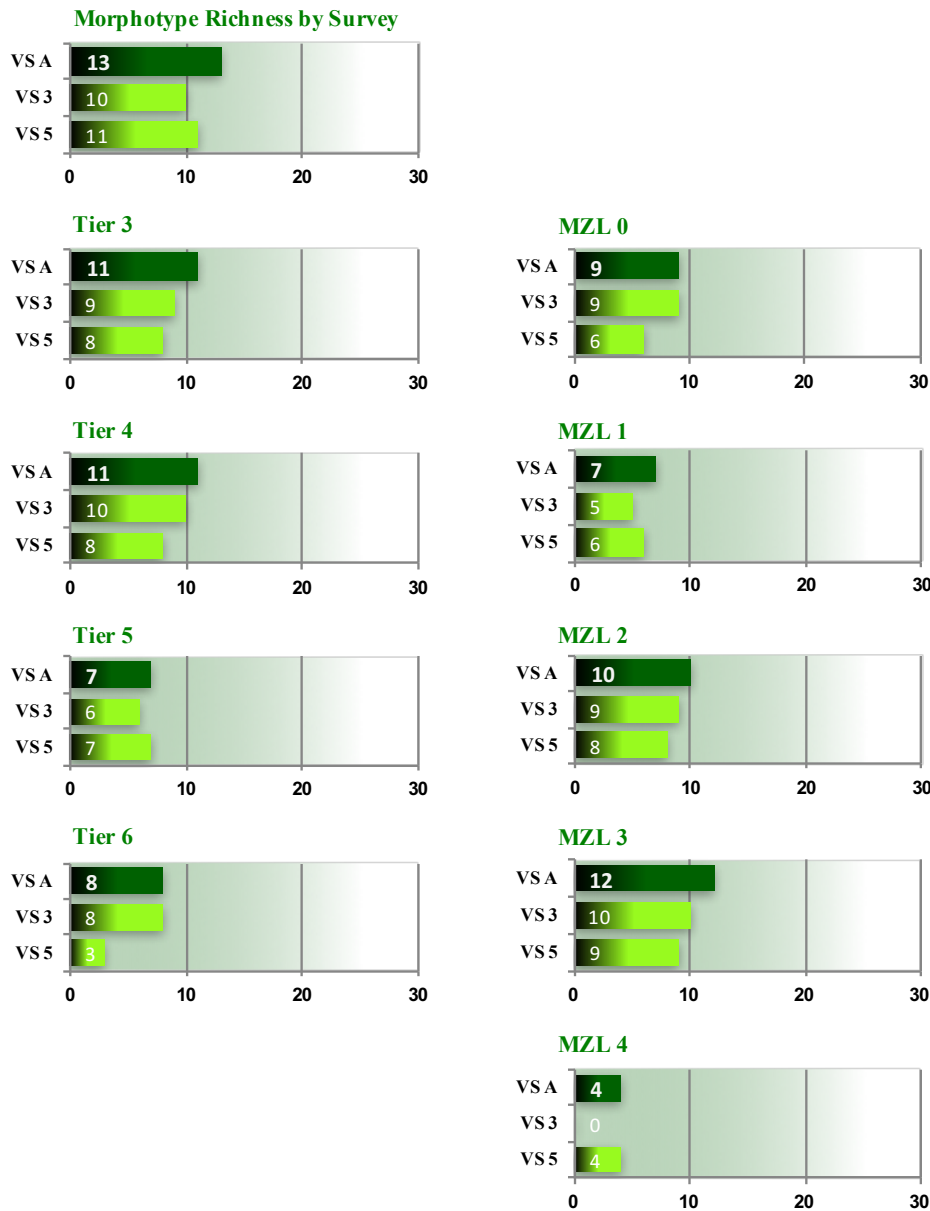 Morphotype Richness by Survey
VS A
13
VS 3
10
VS 5
11
0 10 20 30
Tier 3
VS A
11
VS 3
9
VS 5
8
0 10 20 30
Tier 4
VS A
11
VS 3
10
VS 5
8
0 10 20 30
Tier 5
VS A
7
VS 3
6
VS 5
7
0 10 20 30
Tier 6
VS A
8
VS 3
8
VS 5
3
0 10 20 30
MZL 0
VS A
9
VS 3
9
VS 5
6
0 10 20 30
MZL 1
VS A
7
VS 3
5
VS 5
6
0 10 20 30
MZL 2
VS A
10
VS 3
9
VS 5
8
0 10 20 30
MZL 3
VS A
12
VS 3
10
VS 5
9
0 10 20 30
MZL 4
VS A
4
VS 3
0
VS 5
4
0 10 20 30